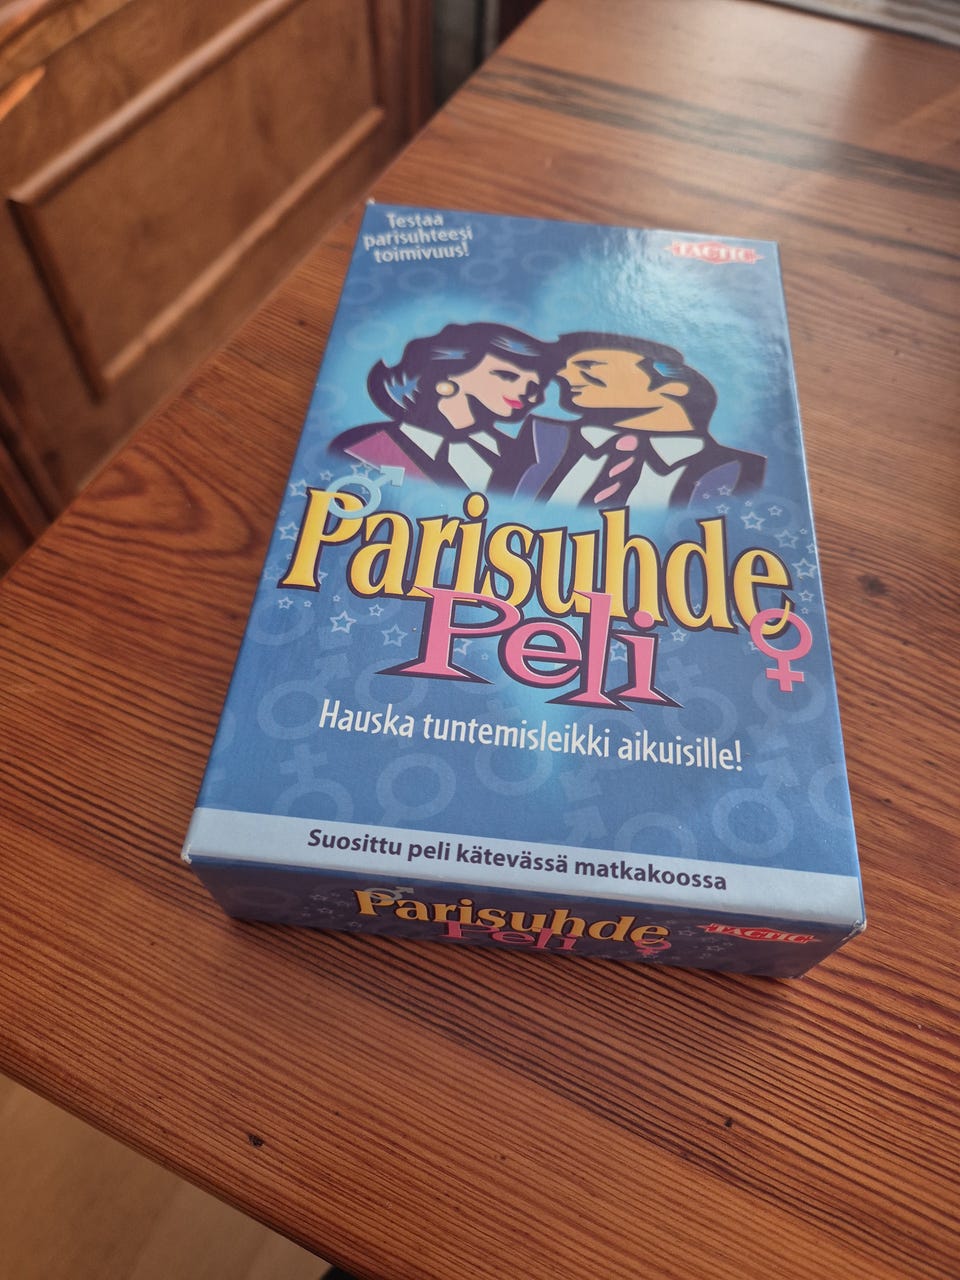 Testaa
parisuhteesi
toimivuus!
TACTIC
Parisuhde
Peli
Hauska tuntemisleikki aikuisille!
Suosittu peli kätevässä matkakoossa
Parisuhde
Peli
TACTIC